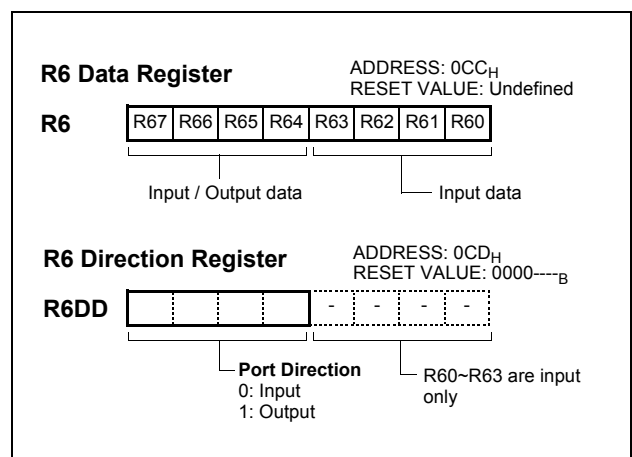 R6 Data Register
ADDRESS: 0CCH
RESET VALUE: Undefined
R6 R67 R66 R65 R64 R63 R62 R61 R60
Input / Output data
Input data
R6 Direction Register
ADDRESS: 0CDH
RESET VALUE: 0000----B
R6DD - - - -
Port Direction
0: Input
1: Output
R60~R63 are input
only